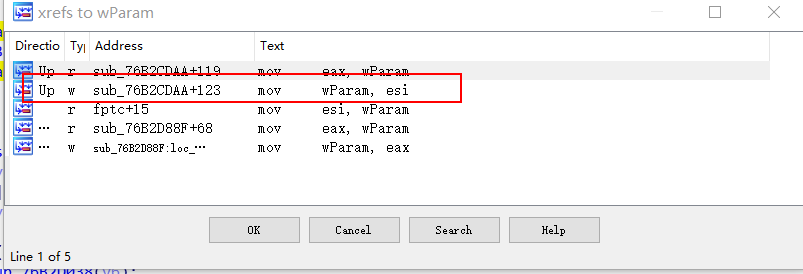 xrefs to wParam
Directio Ty Address Text
Up r sub_76B2CDAA+119 mov eax, wParam
Up w sub_76B2CDAA+123 mov wParam, esi
r fptc+15 mov esi, wParam
… r sub_76B2D88F+68 mov eax, wParam
… w sub_76B2D88F:loc_… mov wParam, eax
OK Cancel Search Help
Line 1 of 5